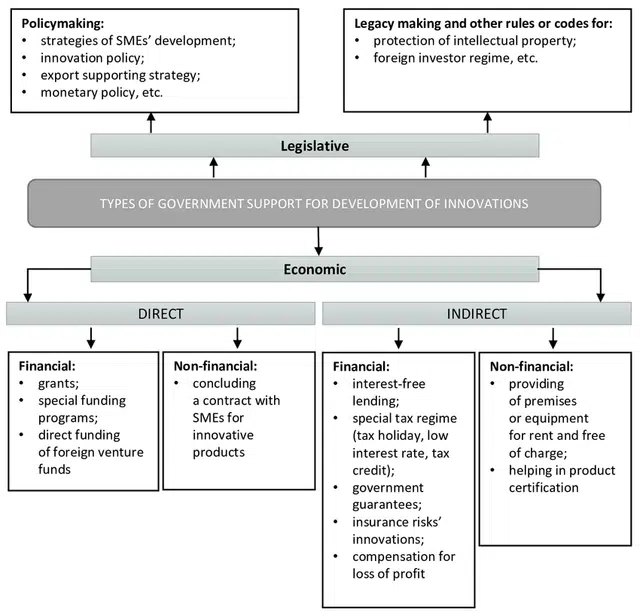 Policymaking:
• strategies of SMEs’ development;
• innovation policy;
• export supporting strategy;
• monetary policy, etc.
Legacy making and other rules or codes for:
• protection of intellectual property;
• foreign investor regime, etc.
Legislative
TYPES OF GOVERNMENT SUPPORT FOR DEVELOPMENT OF INNOVATIONS
Economic
DIRECT
INDIRECT
Financial:
• grants;
• special funding
programs;
• direct funding
of foreign venture
funds
Non-financial:
• concluding
a contract with
SMEs for
innovative
products
Financial:
• interest-free
lending;
• special tax regime
(tax holiday, low
interest rate, tax
credit);
• government
guarantees;
• insurance risks’
innovations;
• compensation for
loss of profit
Non-financial:
• providing
of premises
or equipment
for rent and free
of charge;
• helping in product
certification